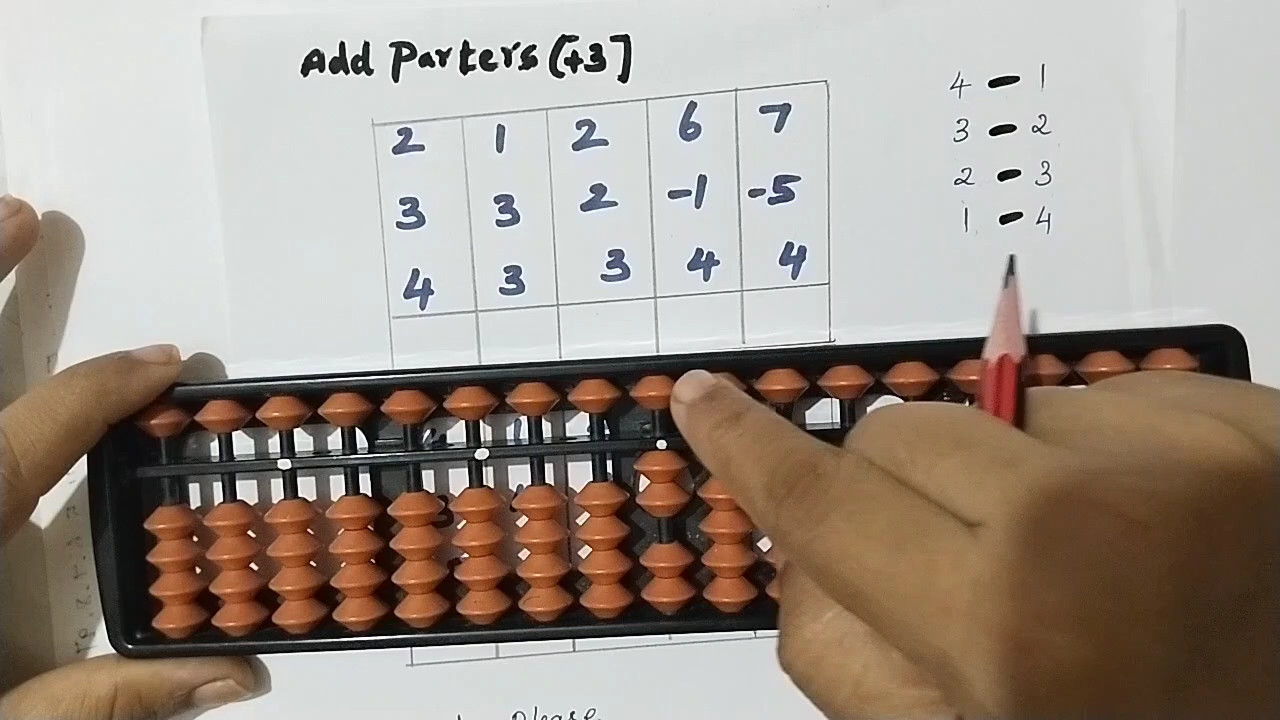 Add Parters (+3]
4 - 1
3 - 2
2 - 3
1 - 4
2 1 2 6 7
3 3 2 -1 -5
4 3 3 4 4
please